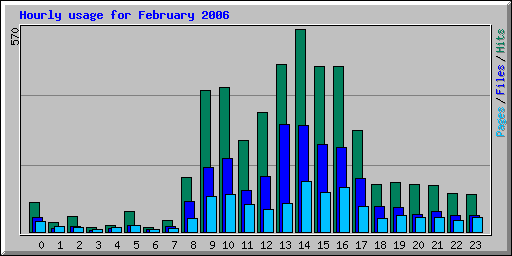 Hourly usage for February 2006
570
Pages / Files / Hits
0 1 2 3 4 5 6 7 8 9 10 11 12 13 14 15 16 17 18 19 20 21 22 23